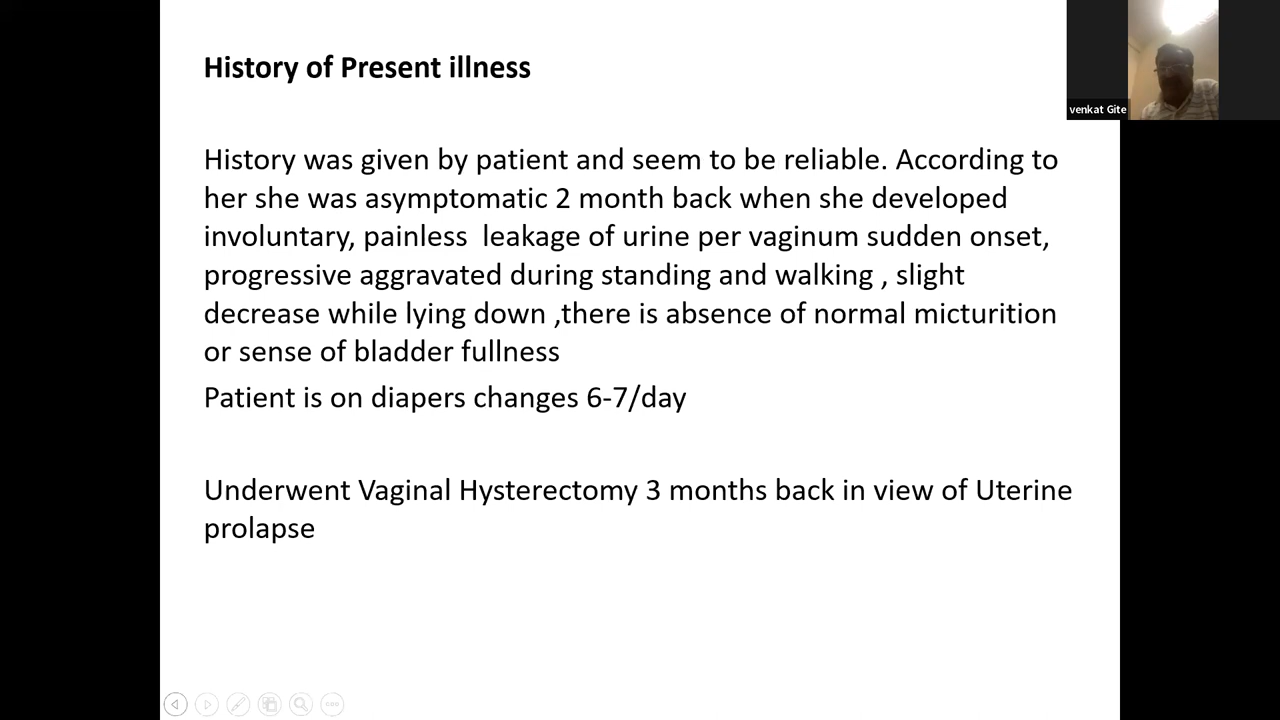 History of Present illness
venkat Gite
History was given by patient and seem to be reliable. According to
her she was asymptomatic 2 month back when she developed
involuntary, painless  leakage of urine per vaginum sudden onset,
progressive aggravated during standing and walking , slight
decrease while lying down ,there is absence of normal micturition
or sense of bladder fullness
Patient is on diapers changes 6-7/day
Underwent Vaginal Hysterectomy 3 months back in view of Uterine
prolapse